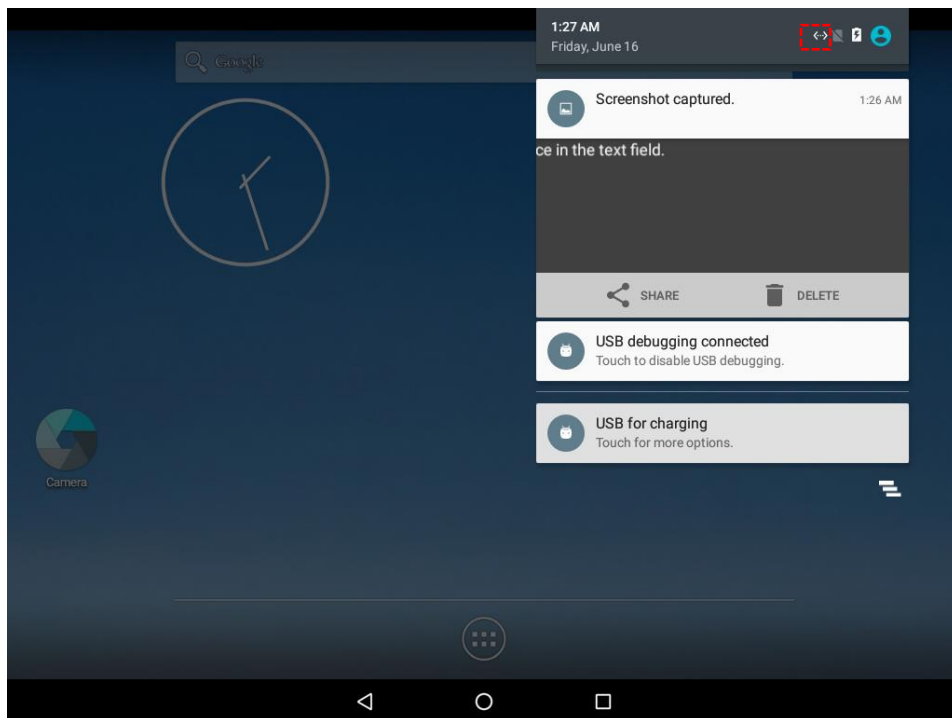 1:27 AM
Friday, June 16
Google
Screenshot captured.
1:26 AM
ce in the text field.
SHARE
DELETE
USB debugging connected
Touch to disable USB debugging.
USB for charging
Touch for more options.
Camera